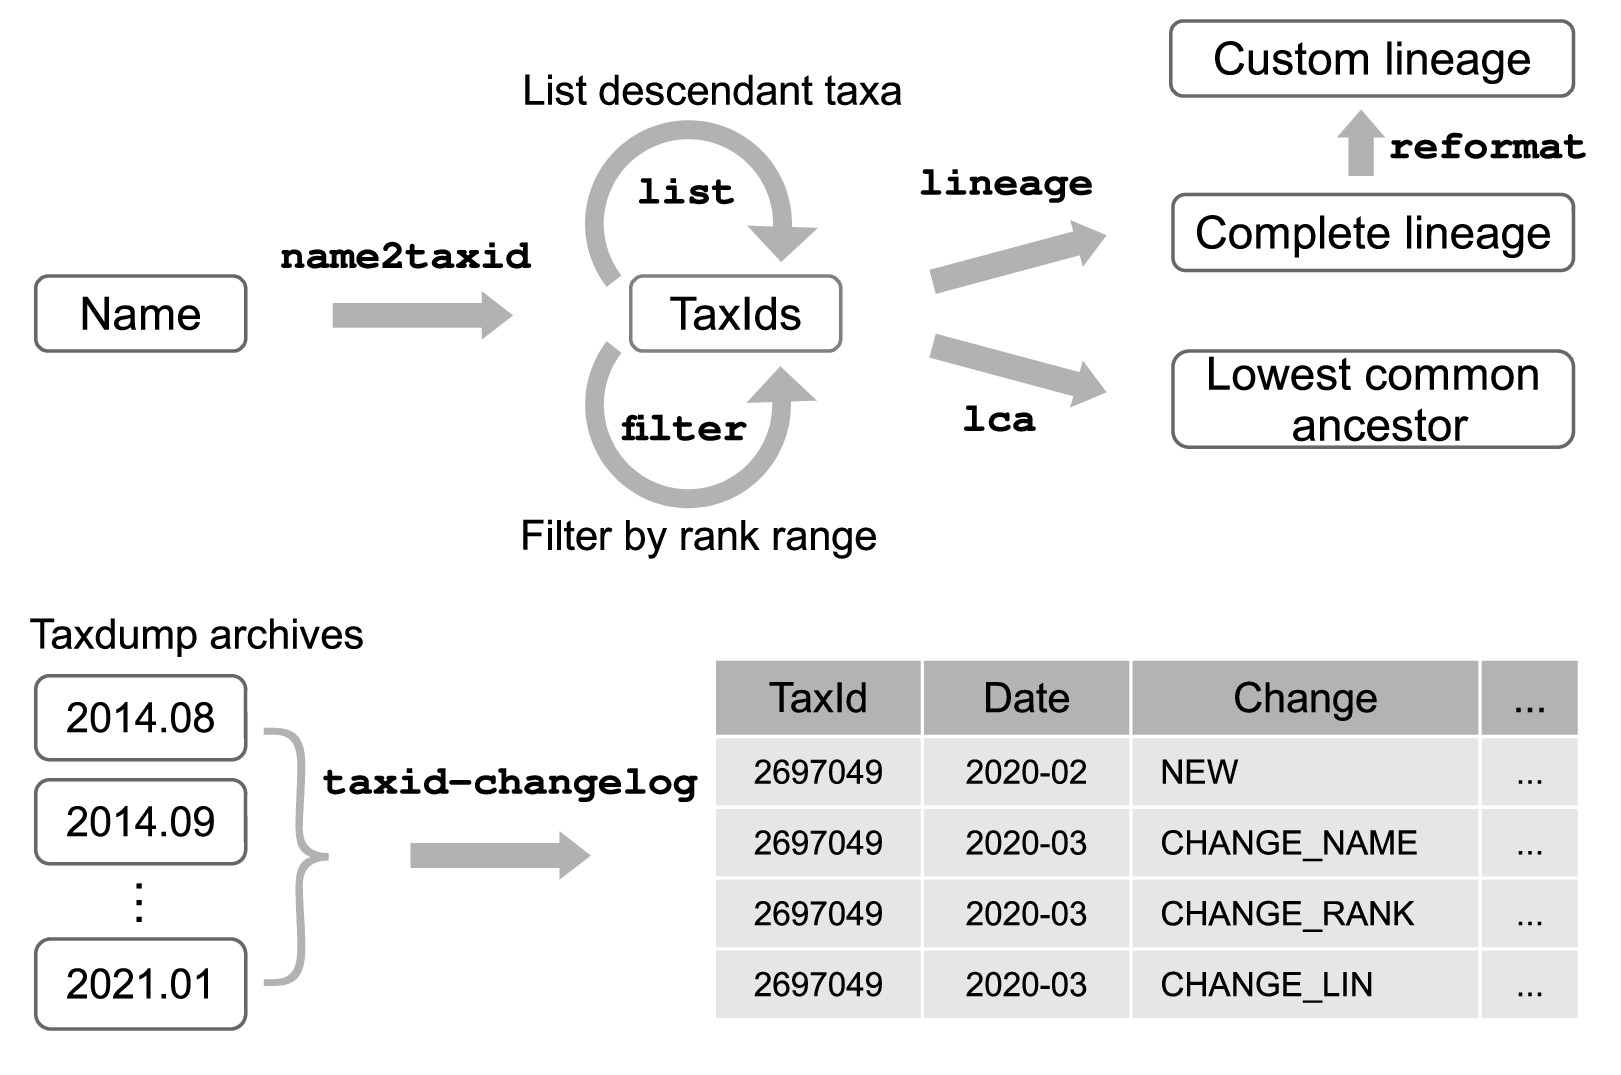 Custom lineage
List descendant taxa
reformat
list
lineage
Complete lineage
name2taxid
Name
TaxIds
Lowest common
ancestor
lca
filter
Filter by rank range
Taxdump archives
2014.08
2014.09
⋮
2021.01
taxid-changelog
TaxId Date Change ...
2697049 2020-02 NEW ...
2697049 2020-03 CHANGE_NAME ...
2697049 2020-03 CHANGE_RANK ...
2697049 2020-03 CHANGE_LIN ...